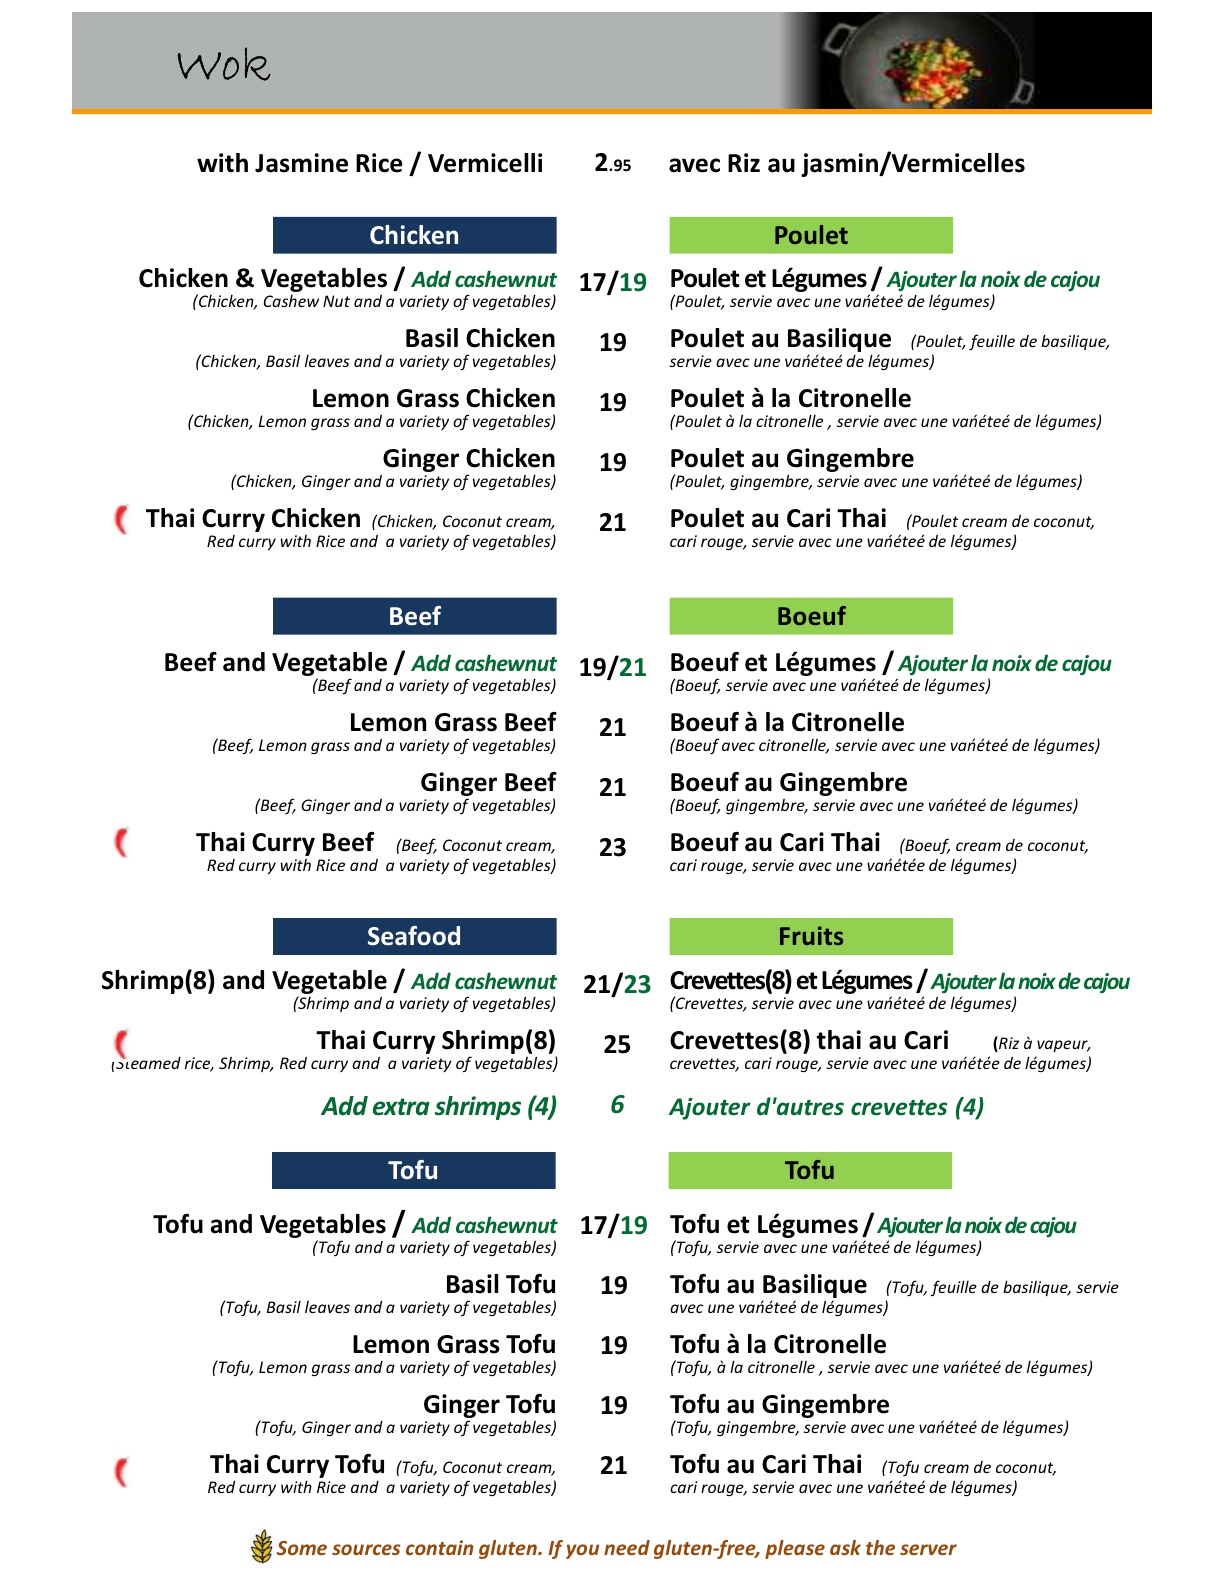 Wok
with Jasmine Rice / Vermicelli 2.95 avec Riz au jasmin/Vermicelles
Chicken Poulet
Chicken & Vegetables / Add cashewnut 17/19 Poulet et Légumes / Ajouter la noix de cajou
(Chicken, Cashew Nut and a variety of vegetables) (Poulet, servie avec une vaŕiéteé de légumes)
Basil Chicken 19 Poulet au Basilique (Poulet, feuille de basilique,
(Chicken, Basil leaves and a variety of vegetables) servie avec une vaŕiéteé de légumes)
Lemon Grass Chicken 19 Poulet à la Citronelle
(Chicken, Lemon grass and a variety of vegetables) (Poulet à la citronelle , servie avec une vaŕiéteé de légumes)
Ginger Chicken 19 Poulet au Gingembre
(Chicken, Ginger and a variety of vegetables) (Poulet, gingembre, servie avec une vaŕiéteé de légumes)
Thai Curry Chicken (Chicken, Coconut cream, 21 Poulet au Cari Thai (Poulet cream de coconut,
Red curry with Rice and a variety of vegetables) cari rouge, servie avec une vaŕiéteé de légumes)
Beef Boeuf
Beef and Vegetable / Add cashewnut 19/21 Boeuf et Légumes / Ajouter la noix de cajou
(Beef and a variety of vegetables) (Boeuf, servie avec une vaŕiéteé de légumes)
Lemon Grass Beef 21 Boeuf à la Citronelle
(Beef, Lemon grass and a variety of vegetables) (Boeuf avec citronelle, servie avec une vaŕiéteé de légumes)
Ginger Beef 21 Boeuf au Gingembre
(Beef, Ginger and a variety of vegetables) (Boeuf, gingembre, servie avec une vaŕiéteé de légumes)
Thai Curry Beef (Beef, Coconut cream, 23 Boeuf au Cari Thai (Boeuf, cream de coconut,
Red curry with Rice and a variety of vegetables) cari rouge, servie avec une vaŕiétée de légumes)
Seafood Fruits
Shrimp(8) and Vegetable / Add cashewnut 21/23 Crevettes(8) et Légumes / Ajouter la noix de cajou
(Shrimp and a variety of vegetables) (Crevettes, servie avec une vaŕiéteé de légumes)
Thai Curry Shrimp(8) 25 Crevettes(8) thai au Cari (Riz à vapeur,
(Steamed rice, Shrimp, Red curry and a variety of vegetables) crevettes, cari rouge, servie avec une vaŕiétée de légumes)
Add extra shrimps (4) 6 Ajouter d'autres crevettes (4)
Tofu Tofu
Tofu and Vegetables / Add cashewnut 17/19 Tofu et Légumes / Ajouter la noix de cajou
(Tofu and a variety of vegetables) (Tofu, servie avec une vaŕiéteé de légumes)
Basil Tofu 19 Tofu au Basilique (Tofu, feuille de basilique, servie
(Tofu, Basil leaves and a variety of vegetables) avec une vaŕiéteé de légumes)
Lemon Grass Tofu 19 Tofu à la Citronelle
(Tofu, Lemon grass and a variety of vegetables) (Tofu, à la citronelle , servie avec une vaŕiéteé de légumes)
Ginger Tofu 19 Tofu au Gingembre
(Tofu, Ginger and a variety of vegetables) (Tofu, gingembre, servie avec une vaŕiéteé de légumes)
Thai Curry Tofu (Tofu, Coconut cream, 21 Tofu au Cari Thai (Tofu cream de coconut,
Red curry with Rice and a variety of vegetables) cari rouge, servie avec une vaŕiéteé de légumes)
Some sources contain gluten. If you need gluten-free, please ask the server